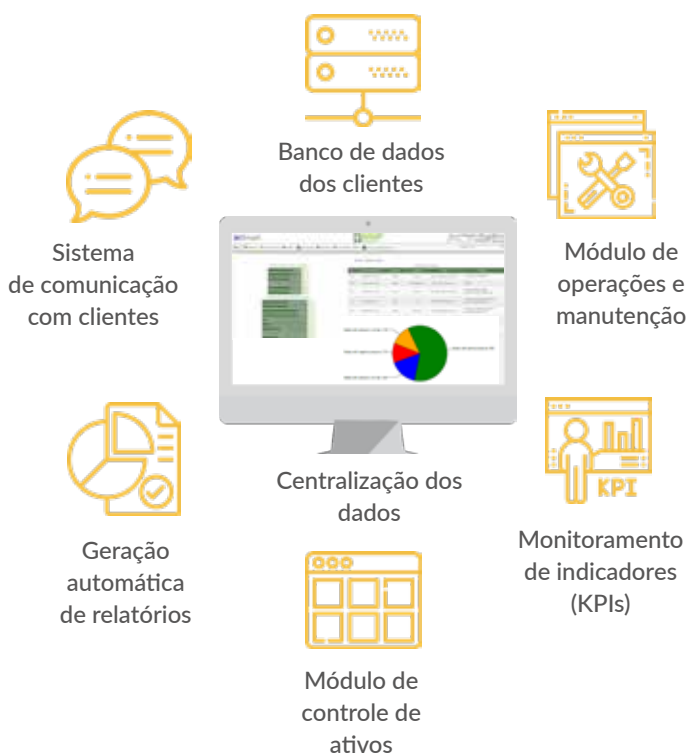 Banco de dados
dos clientes
Sistema
de comunicação
com clientes
Módulo de
operações e
manutenção
Centralização dos
dados
KPI
Geração
automática
de relatórios
Monitoramento
de indicadores
(KPIs)
Módulo de
controle de
ativos